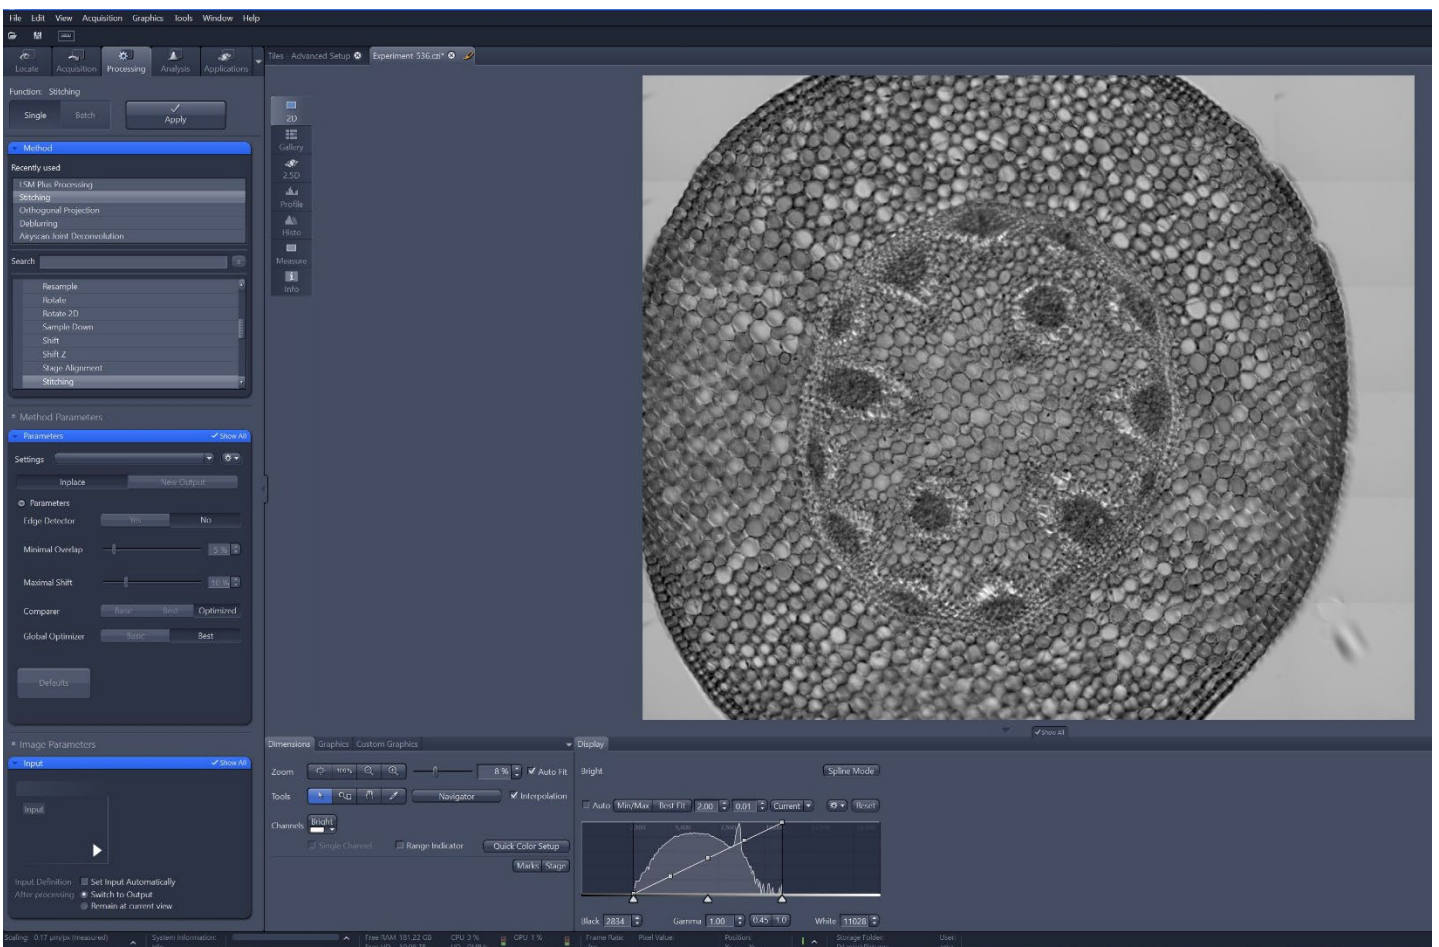 File Edit View Acquisition Graphics Tools Window Help
Locate Acquisition Processing Analysis Applications
Tiles - Advanced Setup Experiment-536.czi*
Function: Stitching
Single Batch Apply
Method
Recently used
LSM Plus Processing
Stitching
Orthogonal Projection
Deblurring
Airyscan Joint Deconvolution
Search
Resample
Rotate
Rotate 2D
Sample Down
Shift
Shift Z
Stage Alignment
Stitching
Method Parameters
Parameters Show All
Settings
Inplace New Output
Parameters
Edge Detector Yes No
Minimal Overlap 5 %
Maximal Shift 10 %
Comparer Basic Best Optimized
Global Optimizer Basic Best
Defaults
Image Parameters
Input Show All
Input
Input Definition Set Input Automatically
After processing Switch to Output
Remain at current view
2D
Gallery
2.5D
Profile
Histo
Measure
Info
Show All
Dimensions Graphics Custom Graphics
Zoom 100% 8 % Auto Fit
Tools Navigator Interpolation
Channels Bright
Single Channel Range Indicator Quick Color Setup
Marks Stage
Display
Bright Spline Mode
Auto Min/Max Best Fit 2.00 0.01 Current Reset
Black 2834 Gamma 1.00 0.45 1.0 White 11028
Scaling: 0.17 µm/px (measured) System Information: Free RAM 181.22 GB CPU 3 % GPU 1 % Frame Rate: Pixel Value: Position: Storage Folder: User: